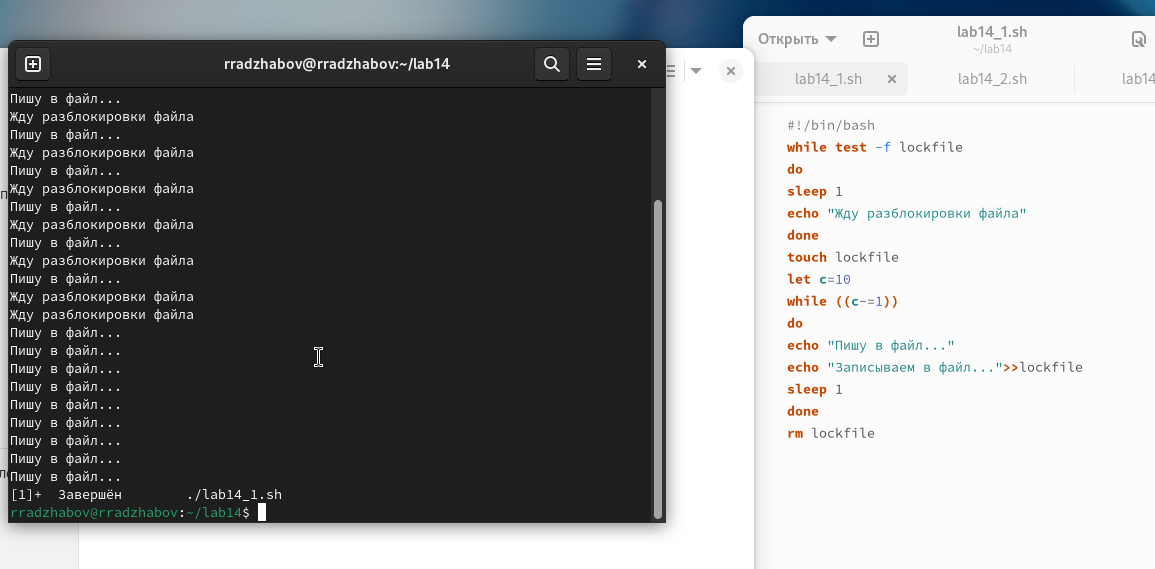 rradzhabov@rradzhabov:~/lab14
Пишу в файл...
Жду разблокировки файла
Пишу в файл...
Жду разблокировки файла
Пишу в файл...
Жду разблокировки файла
Пишу в файл...
Жду разблокировки файла
Пишу в файл...
Жду разблокировки файла
Пишу в файл...
Жду разблокировки файла
Жду разблокировки файла
Пишу в файл...
Пишу в файл...
Пишу в файл...
Пишу в файл...
Пишу в файл...
Пишу в файл...
Пишу в файл...
Пишу в файл...
Пишу в файл...
[1]+  Завершён        ./lab14_1.sh
rradzhabov@rradzhabov:~/lab14$
Открыть
lab14_1.sh
~/lab14
lab14_1.sh
lab14_2.sh
lab14
#!/bin/bash
while test -f lockfile
do
sleep 1
echo "Жду разблокировки файла"
done
touch lockfile
let c=10
while ((c-=1))
do
echo "Пишу в файл..."
echo "Записываем в файл...">>lockfile
sleep 1
done
rm lockfile